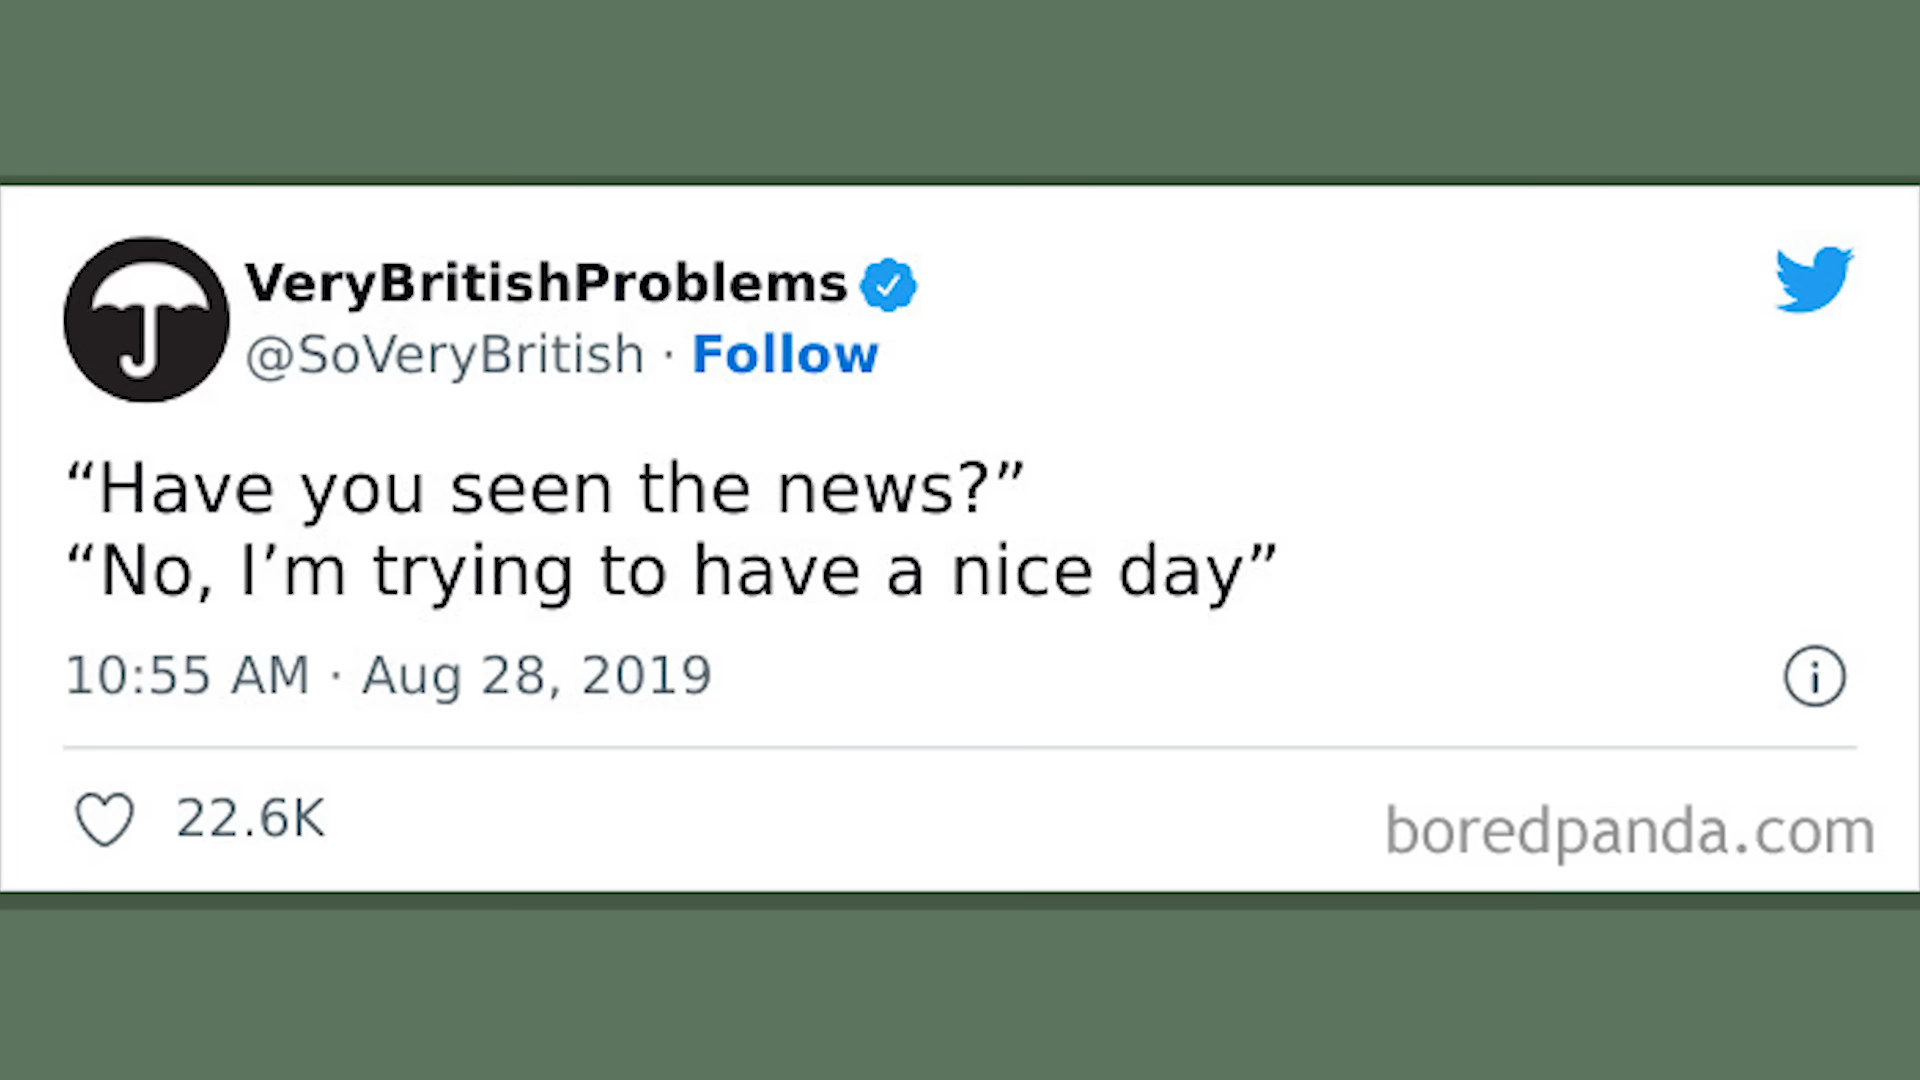 VeryBritishProblems
@SoVeryBritish · Follow
“Have you seen the news?”
“No, I’m trying to have a nice day”
10:55 AM · Aug 28, 2019
22.6K
boredpanda.com